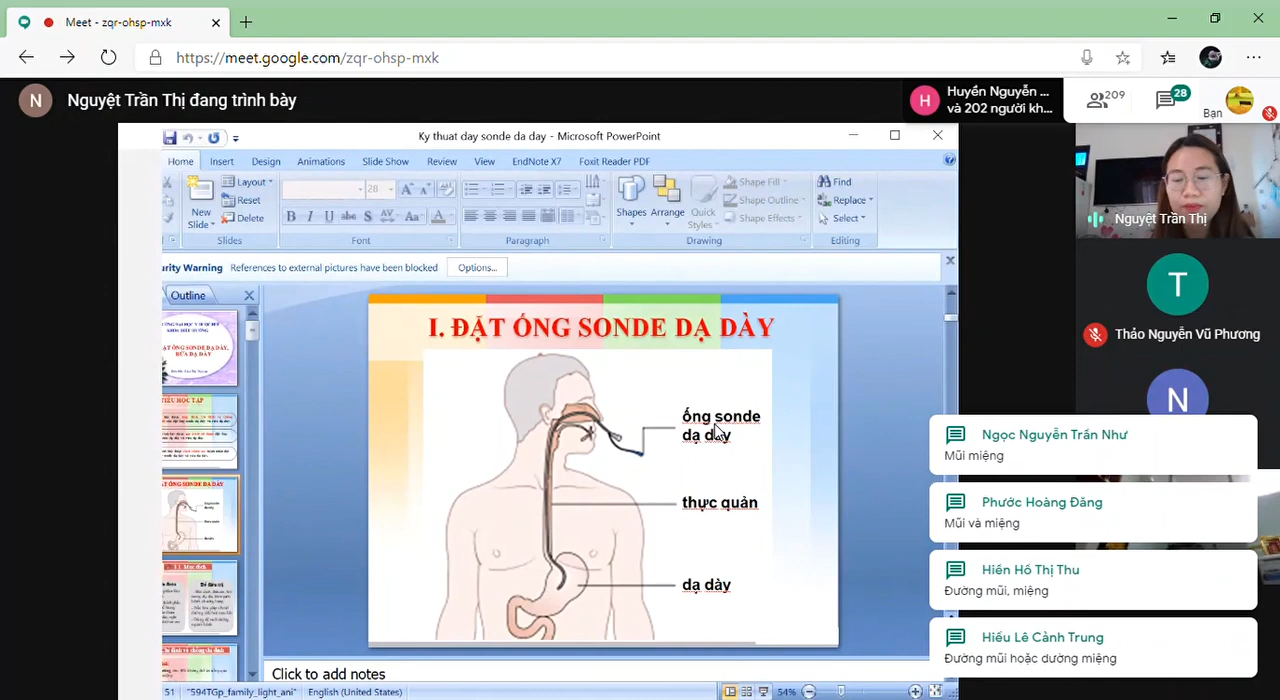 Meet - zqr-ohsp-mxk
https://meet.google.com/zqr-ohsp-mxk
N
Nguyệt Trần Thị đang trình bày
H
Huyền Nguyễn ...
và 202 người kh...
209
28
Bạn
Ky thuat day sonde da day - Microsoft PowerPoint
Home Insert Design Animations Slide Show Review View EndNote X7 Foxit Reader PDF
New
Slide
Layout
Reset
Delete
Slides
28
B I U abc S AV Aa A
Font
Paragraph
Shapes
Arrange
Quick
Styles
Shape Fill
Shape Outline
Shape Effects
Drawing
Find
Replace
Select
Editing
urity Warning References to external pictures have been blocked Options...
Outline
I. ĐẶT ỐNG SONDE DẠ DÀY
ống sonde
dạ dày
thực quản
dạ dày
Click to add notes
51 "594TGp_family_light_ani" English (United States) 54%
Nguyệt Trần Thị
T
Thảo Nguyễn Vũ Phương
N
Ngọc Nguyễn Trần Như
Mũi miệng
Phước Hoàng Đăng
Mũi và miệng
Hiền Hồ Thị Thu
Đường mũi, miệng
Hiếu Lê Cảnh Trung
Đường mũi hoặc dường miệng